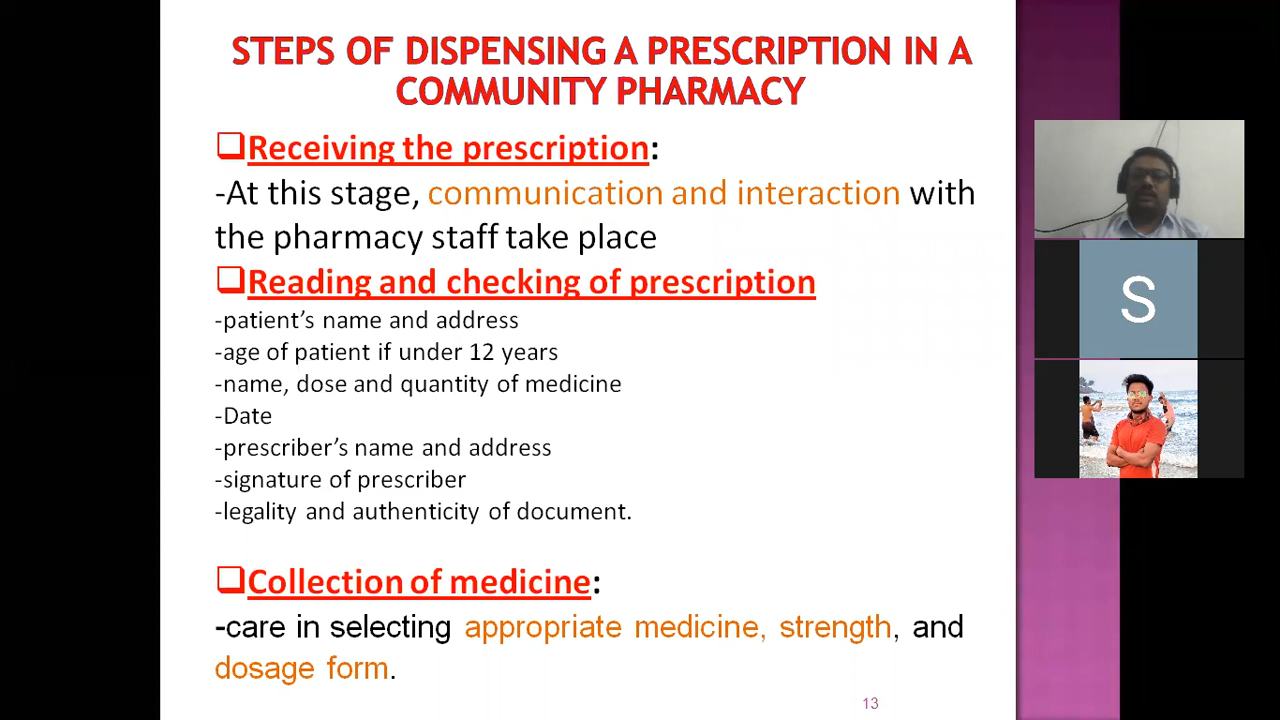 STEPS OF DISPENSING A PRESCRIPTION IN A
COMMUNITY PHARMACY
Receiving the prescription:
-At this stage, communication and interaction with
the pharmacy staff take place
Reading and checking of prescription
-patient's name and address
-age of patient if under 12 years
-name, dose and quantity of medicine
-Date
-prescriber's name and address
-signature of prescriber
-legality and authenticity of document.
Collection of medicine:
-care in selecting appropriate medicine, strength, and
dosage form.
13
S